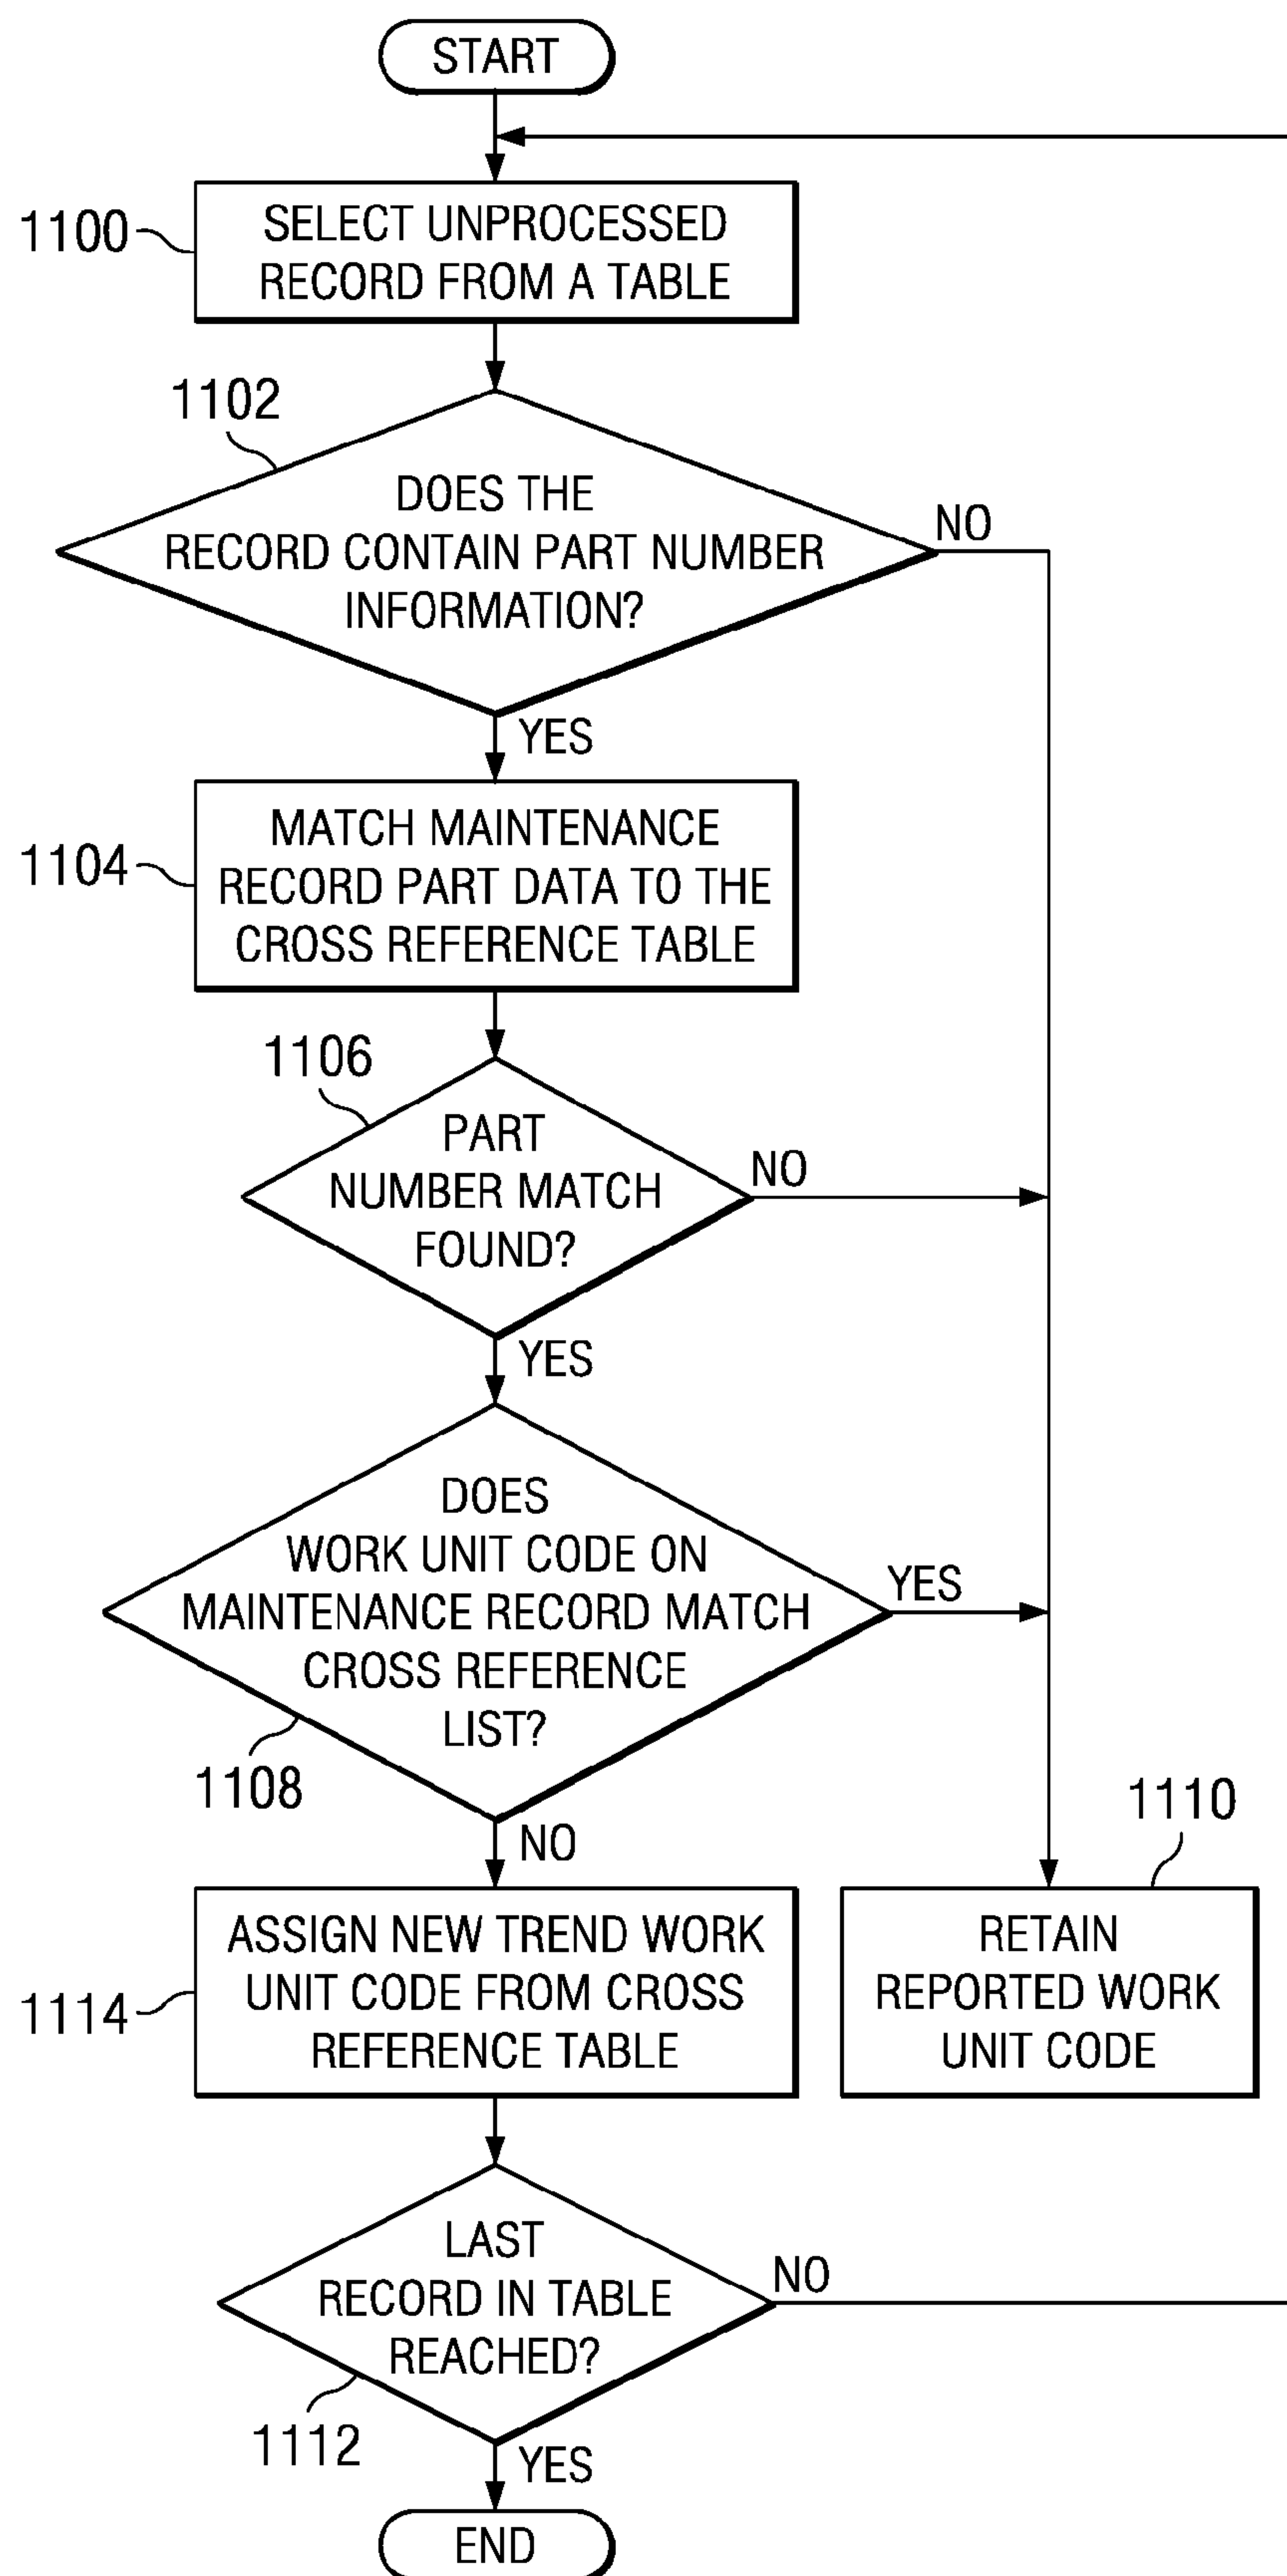 START
1100
SELECT UNPROCESSED
RECORD FROM A TABLE
1102
DOES THE
RECORD CONTAIN PART NUMBER
INFORMATION?
NO
YES
1104
MATCH MAINTENANCE
RECORD PART DATA TO THE
CROSS REFERENCE TABLE
1106
PART
NUMBER MATCH
FOUND?
NO
YES
DOES
WORK UNIT CODE ON
MAINTENANCE RECORD MATCH
CROSS REFERENCE
LIST?
YES
1108
NO
1110
ASSIGN NEW TREND WORK
UNIT CODE FROM CROSS
REFERENCE TABLE
1114
RETAIN
REPORTED WORK
UNIT CODE
LAST
RECORD IN TABLE
REACHED?
NO
1112
YES
END